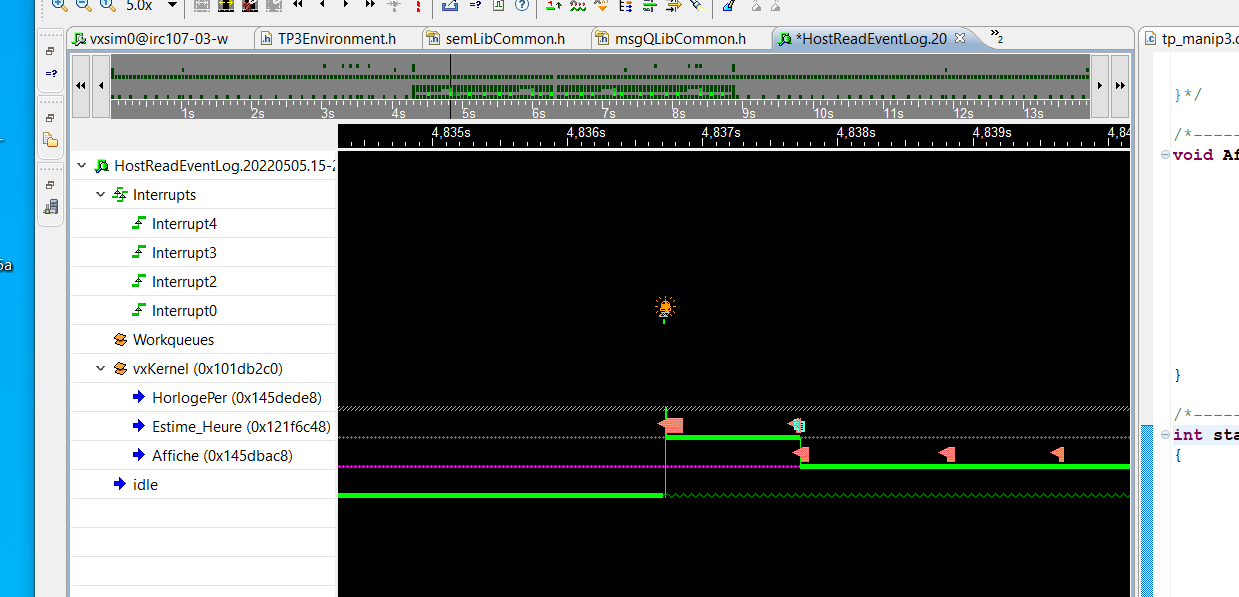 5.0x
=?
vxsim0@irc107-03-w
TP3Environment.h
semLibCommon.h
msgQLibCommon.h
*HostReadEventLog.20
»2
tp_manip3.c
=?
1s 2s 3s 4s 5s 6s 7s 8s 9s 10s 11s 12s 13s
4,835s 4,836s 4,837s 4,838s 4,839s 4,84
HostReadEventLog.20220505.15-2
Interrupts
Interrupt4
Interrupt3
Interrupt2
Interrupt0
Workqueues
vxKernel (0x101db2c0)
HorlogePer (0x145dede8)
Estime_Heure (0x121f6c48)
Affiche (0x145dbac8)
idle
5a
}*/
/*-----
void Af
}
/*-----
int sta
{